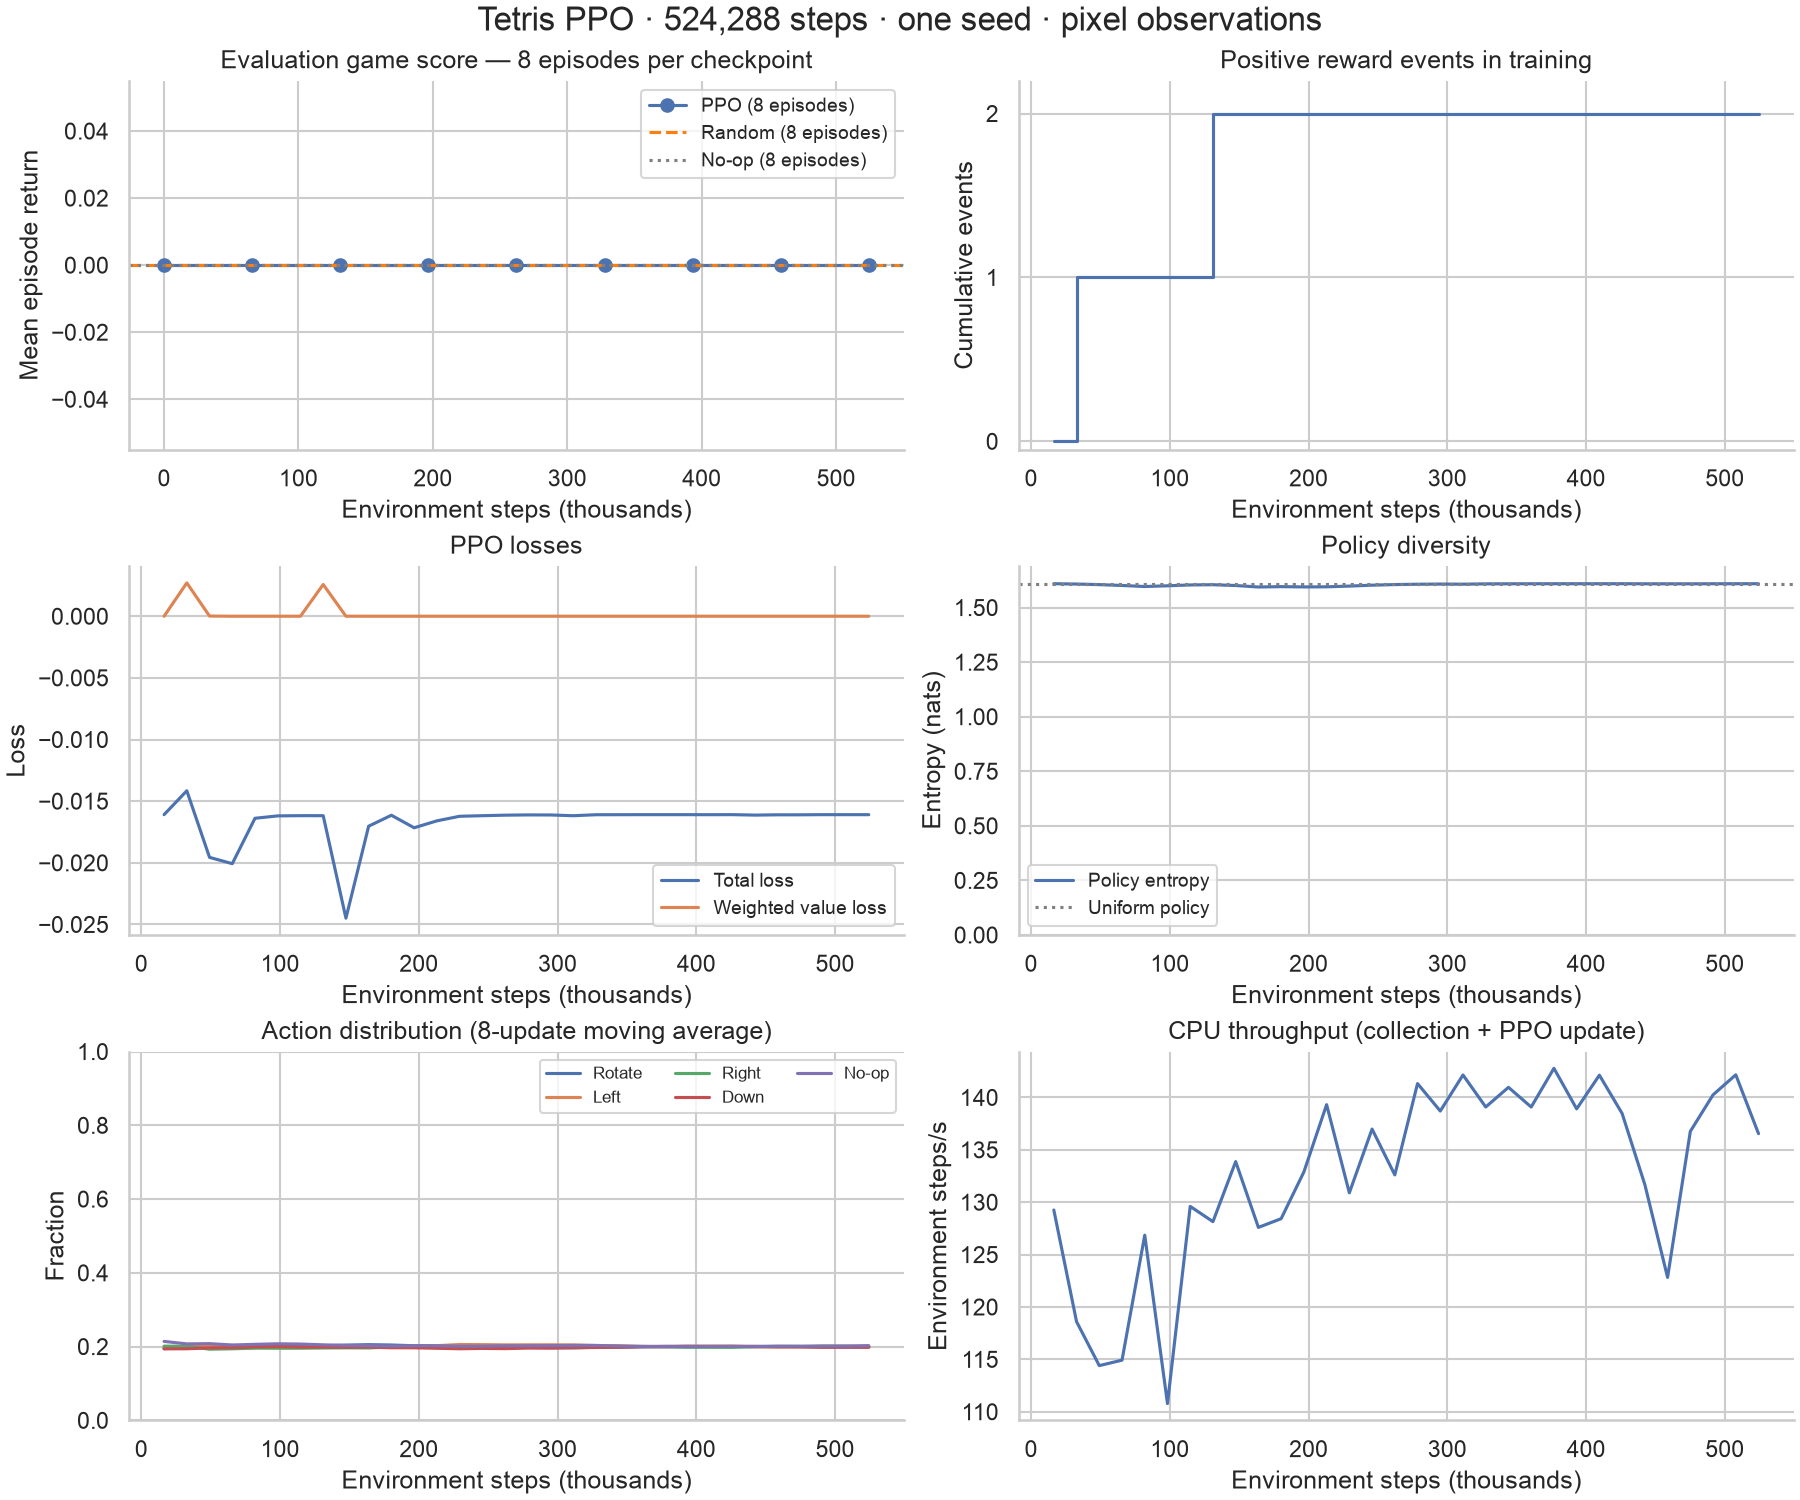 Tetris PPO · 524,288 steps · one seed · pixel observations
Evaluation game score — 8 episodes per checkpoint
Mean episode return
0.04
0.02
0.00
−0.02
−0.04
PPO (8 episodes)
Random (8 episodes)
No-op (8 episodes)
0 100 200 300 400 500
Environment steps (thousands)
Positive reward events in training
Cumulative events
2
1
0
0 100 200 300 400 500
Environment steps (thousands)
PPO losses
Loss
0.000
−0.005
−0.010
−0.015
−0.020
−0.025
Total loss
Weighted value loss
0 100 200 300 400 500
Environment steps (thousands)
Policy diversity
Entropy (nats)
1.50
1.25
1.00
0.75
0.50
0.25
0.00
Policy entropy
Uniform policy
0 100 200 300 400 500
Environment steps (thousands)
Action distribution (8-update moving average)
Fraction
1.0
0.8
0.6
0.4
0.2
0.0
Rotate Right No-op
Left Down
0 100 200 300 400 500
Environment steps (thousands)
CPU throughput (collection + PPO update)
Environment steps/s
140
135
130
125
120
115
110
0 100 200 300 400 500
Environment steps (thousands)